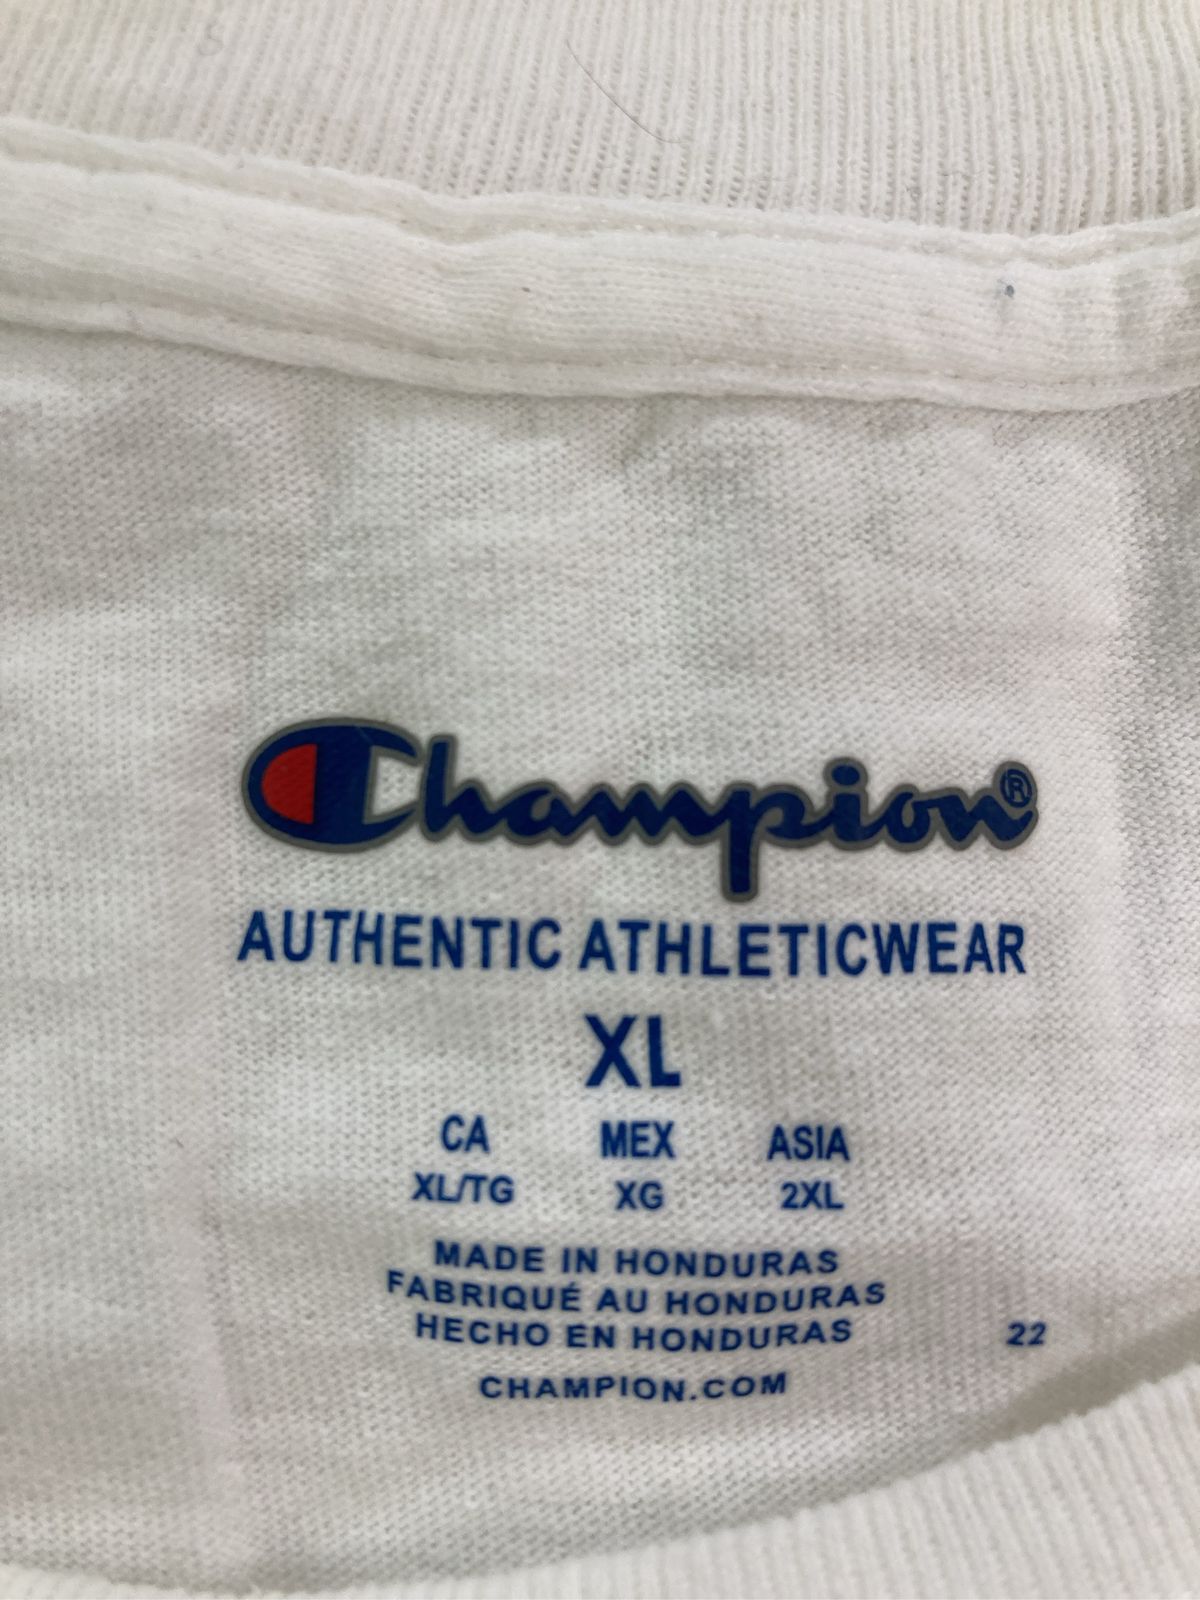 Champion®
AUTHENTIC ATHLETICWEAR
XL
CA MEX ASIA
XL/TG XG 2XL
MADE IN HONDURAS
FABRIQUÉ AU HONDURAS
HECHO EN HONDURAS 22
CHAMPION.COM